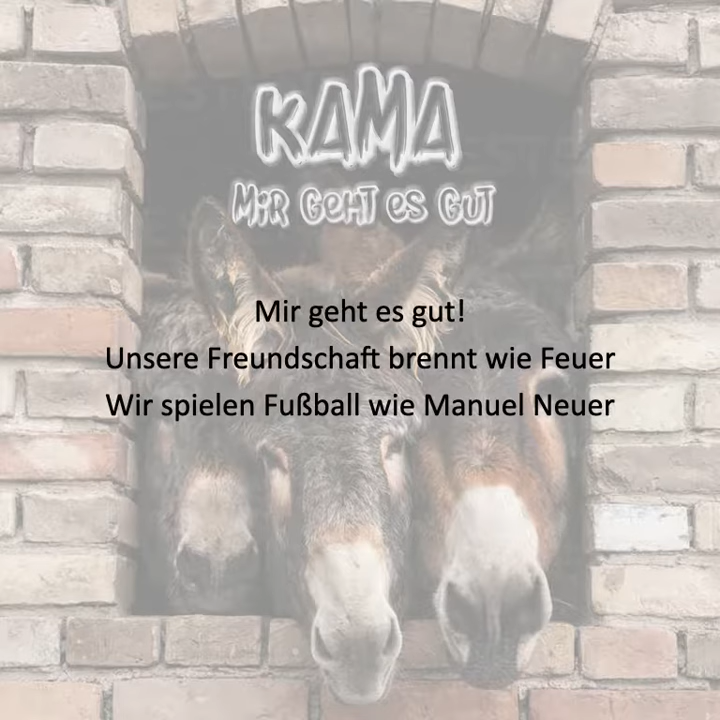 KAMA
Mir geht es gut
Mir geht es gut!
Unsere Freundschaft brennt wie Feuer
Wir spielen Fußball wie Manuel Neuer